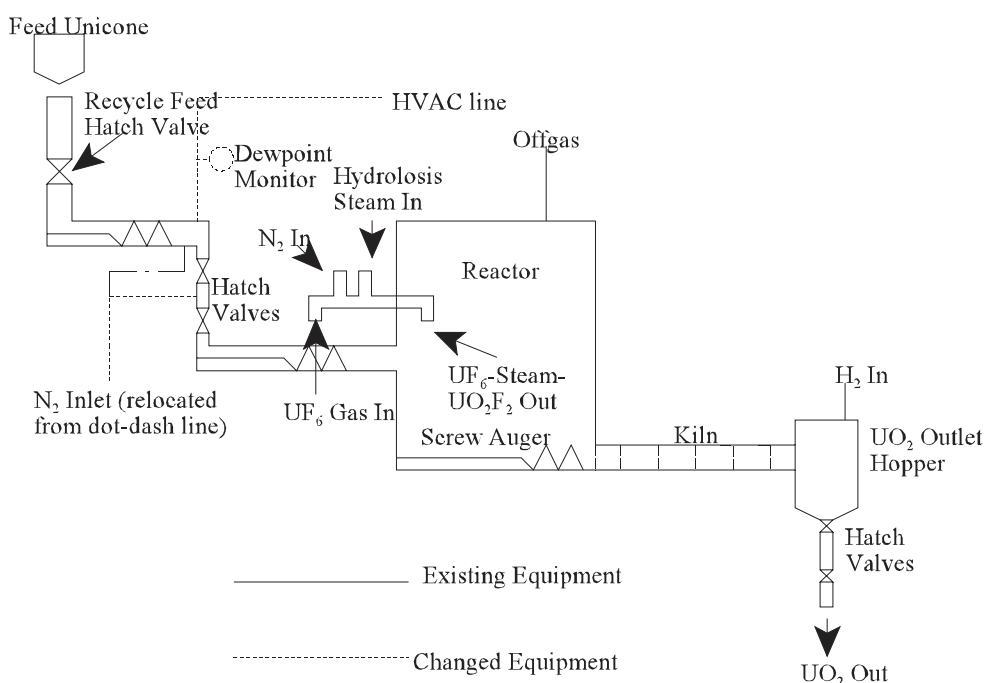 Feed Unicone
Recycle Feed
Hatch Valve
HVAC line
Dewpoint
Monitor
Offgas
Hydrolosis
Steam In
N₂ In
Reactor
Hatch
Valves
N₂ Inlet (relocated
from dot-dash line)
UF₆ Gas In
UF₆-Steam-
UO₂F₂ Out
Screw Auger
Kiln
H₂ In
UO₂ Outlet
Hopper
Hatch
Valves
UO₂ Out
Existing Equipment
Changed Equipment